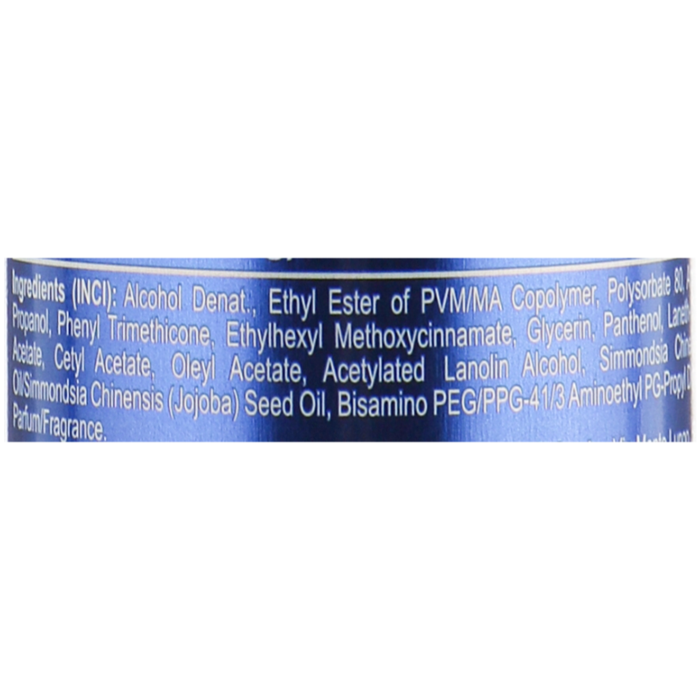 Ingredients (INCI): Alcohol Denat., Ethyl Ester of PVM/MA Copolymer, Polysorbate 80,
Propanol, Phenyl Trimethicone, Ethylhexyl Methoxycinnamate, Glycerin, Panthenol,
Acetate, Cetyl Acetate, Oleyl Acetate, Acetylated Lanolin Alcohol, Simmondsia
Oil/Simmondsia Chinensis (Jojoba) Seed Oil, Bisamino PEG/PPG-41/3 Aminoethyl PG-Propyl
Parfum/Fragrance.